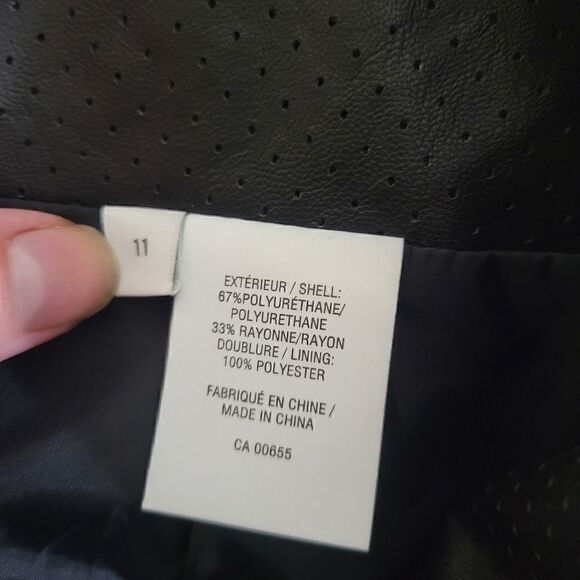 11
EXTÉRIEUR / SHELL:
67%POLYURÉTHANE/
POLYURETHANE
33% RAYONNE/RAYON
DOUBLURE / LINING:
100% POLYESTER
FABRIQUÉ EN CHINE /
MADE IN CHINA
CA 00655